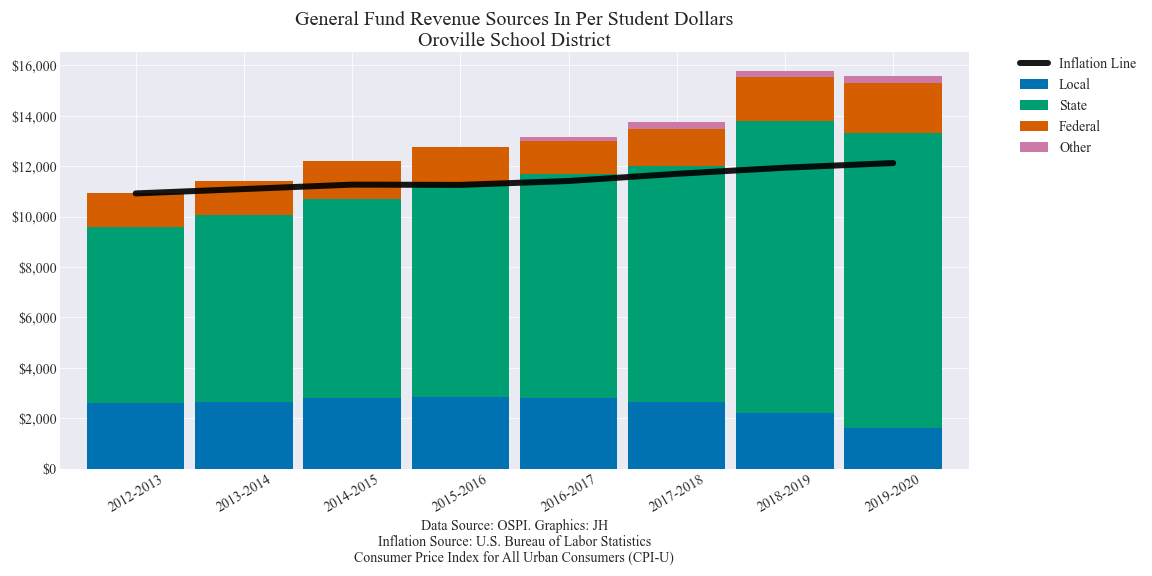 General Fund Revenue Sources In Per Student Dollars
Oroville School District
$16,000
$14,000
$12,000
$10,000
$8,000
$6,000
$4,000
$2,000
$0
Inflation Line
Local
State
Federal
Other
2012-2013
2013-2014
2014-2015
2015-2016
2016-2017
2017-2018
2018-2019
2019-2020
Data Source: OSPI. Graphics: JH
Inflation Source: U.S. Bureau of Labor Statistics
Consumer Price Index for All Urban Consumers (CPI-U)